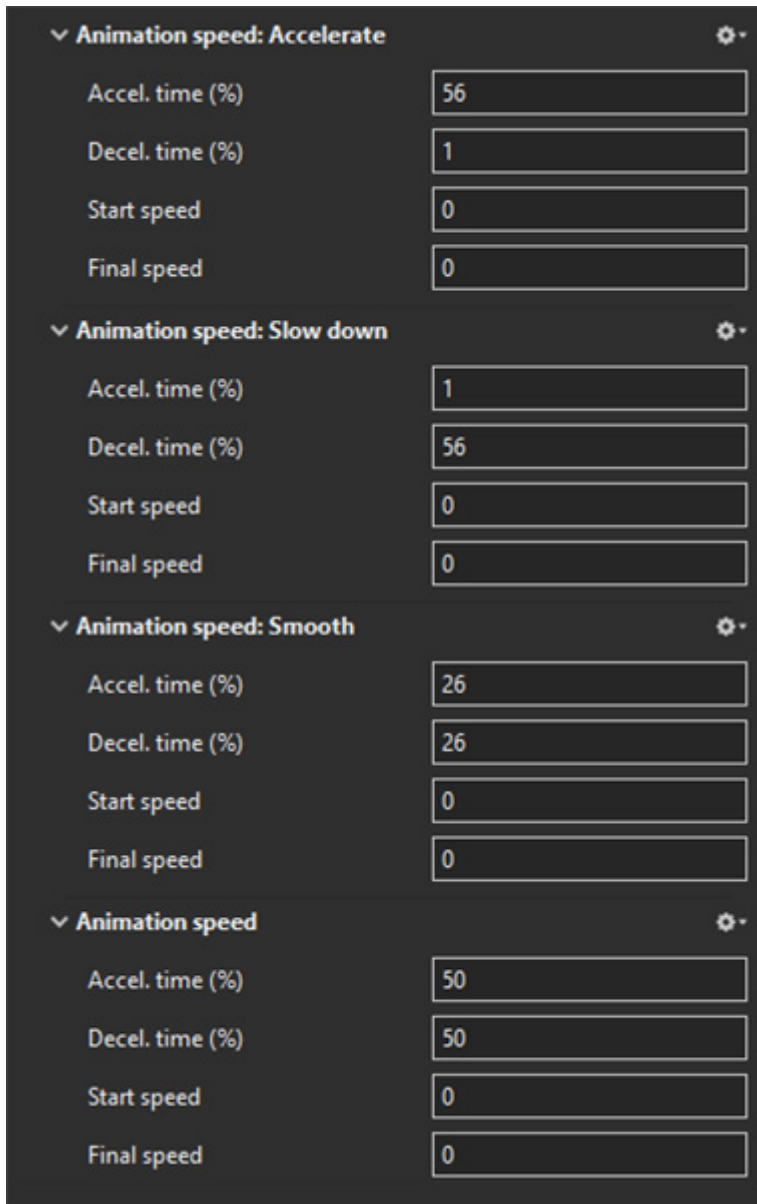 Animation speed: Accelerate
Accel. time (%) 56
Decel. time (%) 1
Start speed 0
Final speed 0
Animation speed: Slow down
Accel. time (%) 1
Decel. time (%) 56
Start speed 0
Final speed 0
Animation speed: Smooth
Accel. time (%) 26
Decel. time (%) 26
Start speed 0
Final speed 0
Animation speed
Accel. time (%) 50
Decel. time (%) 50
Start speed 0
Final speed 0